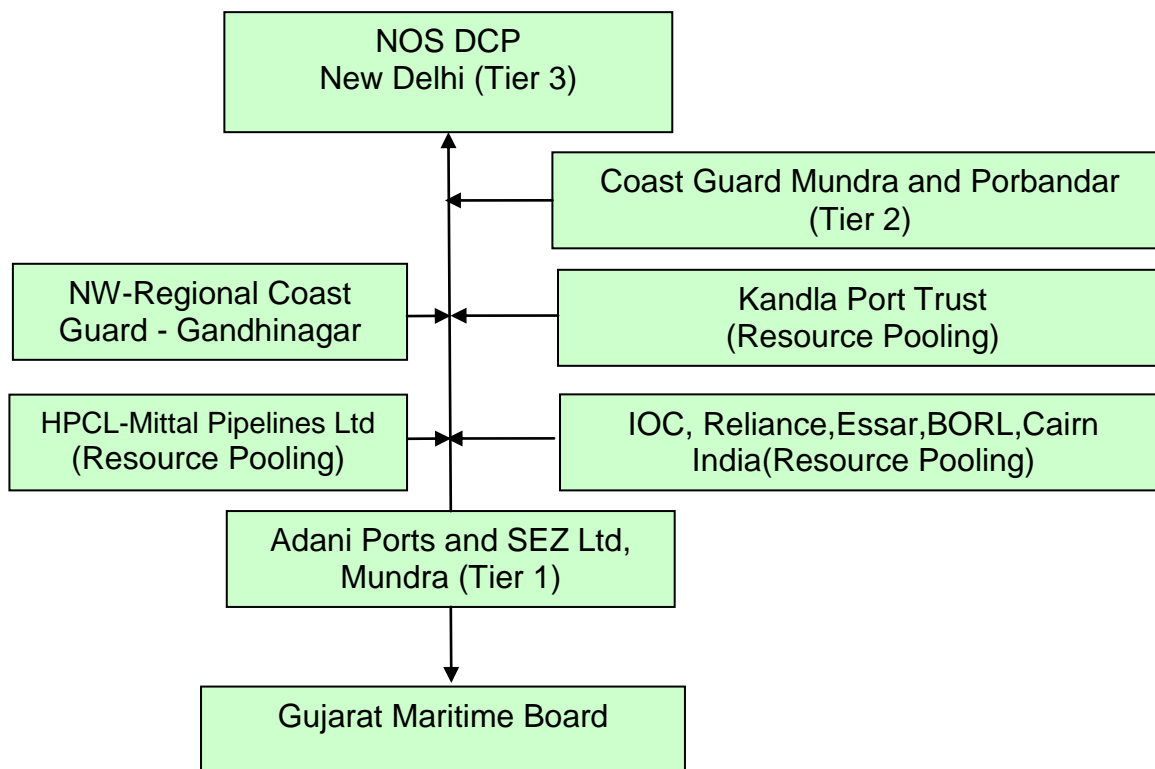 NOS DCP
New Delhi (Tier 3)
Coast Guard Mundra and Porbandar
(Tier 2)
NW-Regional Coast
Guard - Gandhinagar
Kandla Port Trust
(Resource Pooling)
HPCL-Mittal Pipelines Ltd
(Resource Pooling)
IOC, Reliance,Essar,BORL,Cairn
India(Resource Pooling)
Adani Ports and SEZ Ltd,
Mundra (Tier 1)
Gujarat Maritime Board